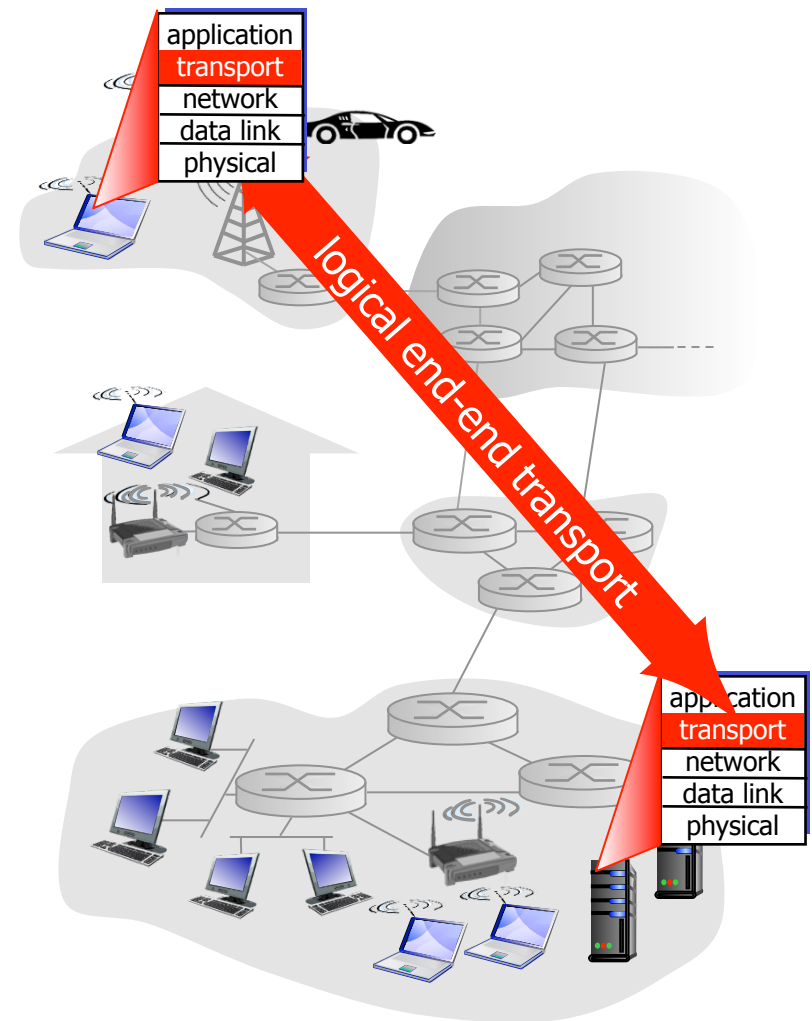 application
transport
network
data link
physical
logical end-end transport
application
transport
network
data link
physical